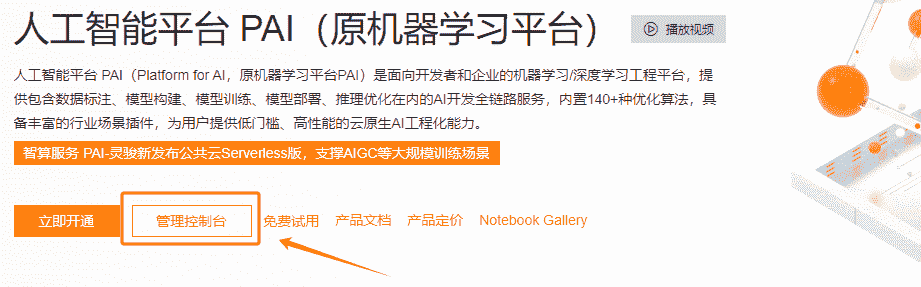 人工智能平台 PAI（原机器学习平台）
播放视频
人工智能平台 PAI（Platform for AI，原机器学习平台PAI）是面向开发者和企业的机器学习/深度学习工程平台，提
供包含数据标注、模型构建、模型训练、模型部署、推理优化在内的AI开发全链路服务，内置140+种优化算法，具
备丰富的行业场景插件，为用户提供低门槛、高性能的云原生AI工程化能力。
智算服务 PAI-灵骏新发布公共云Serverless版，支撑AIGC等大规模训练场景
立即开通 管理控制台 免费试用 产品文档 产品定价 Notebook Gallery